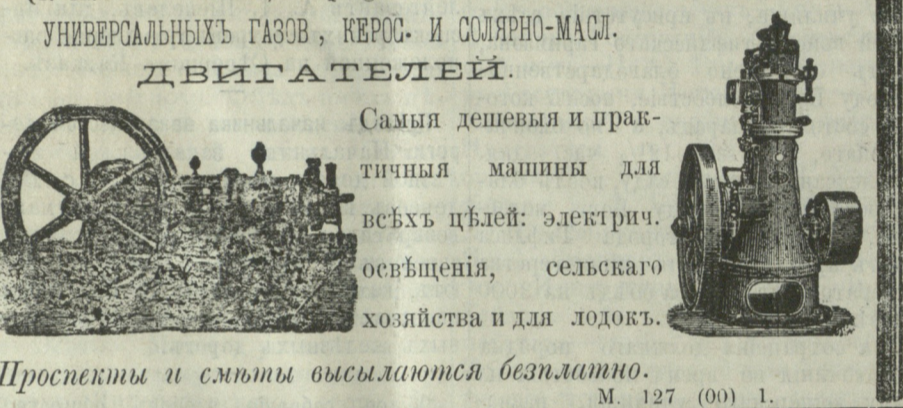 УНИВЕРСАЛЬНЫХЪ ГАЗОВ., КЕРОС. И СОЛЯРНО-МАСЛ.
ДВИГАТЕЛЕЙ.
Самыя дешевыя и прак-
тичныя машины для
всѣхъ цѣлей: электрич.
освѣщенія, сельскаго
хозяйства и для лодокъ.
Проспекты и смѣты высылаются безплатно.
М. 127 (00) 1.